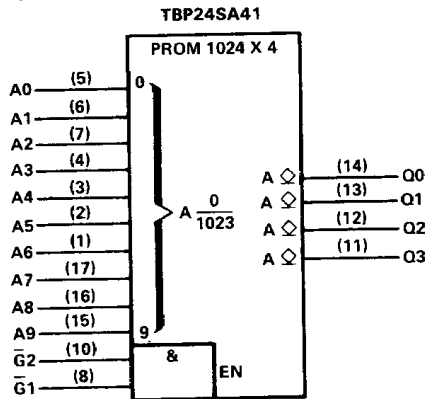 TBP24SA41
PROM 1024 X 4
A0 (5) 0
A1 (6)
A2 (7)
A3 (4)
A4 (3)
A5 (2)
A6 (1)
A7 (17)
A8 (16)
A9 (15) 9
A 0
1023
A (14) Q0
A (13) Q1
A (12) Q2
A (11) Q3
G̅2 (10)
G̅1 (8)
&
EN